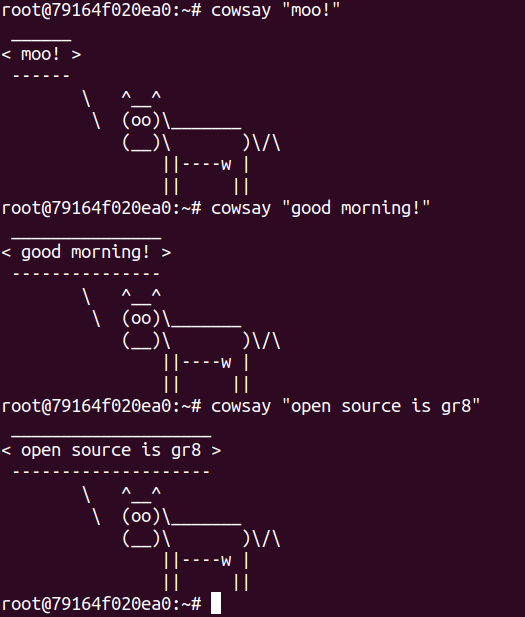 root@79164f020ea0:~# cowsay "moo!"
 ______
< moo! >
 ------
        \   ^__^
         \  (oo)\_______
            (__)\       )\/\
                ||----w |
                ||     ||
root@79164f020ea0:~# cowsay "good morning!"
 _______________
< good morning! >
 ---------------
        \   ^__^
         \  (oo)\_______
            (__)\       )\/\
                ||----w |
                ||     ||
root@79164f020ea0:~# cowsay "open source is gr8"
 ____________________
< open source is gr8 >
 --------------------
        \   ^__^
         \  (oo)\_______
            (__)\       )\/\
                ||----w |
                ||     ||
root@79164f020ea0:~#